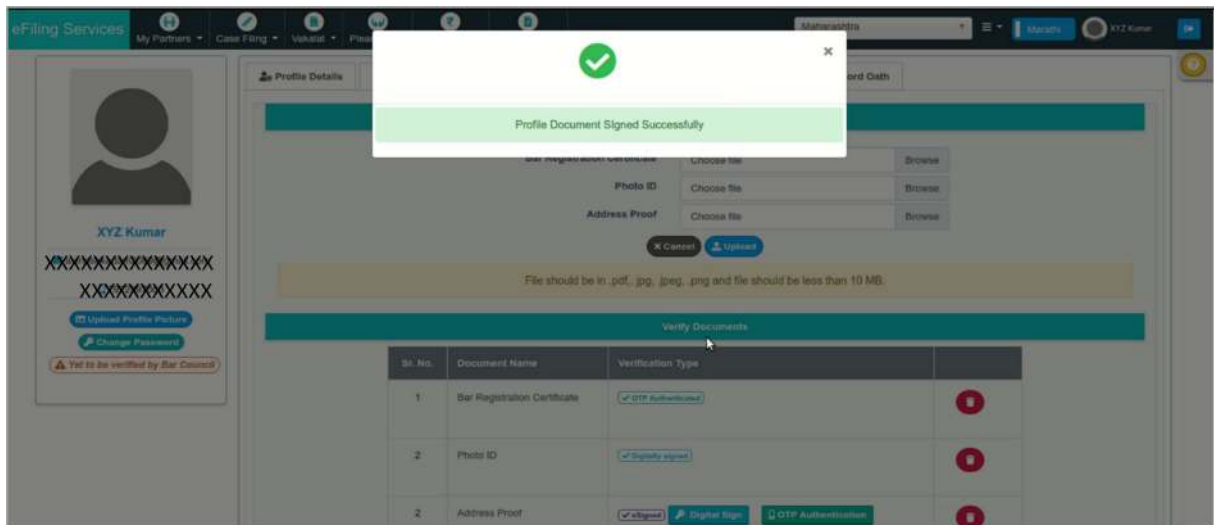 eFiling Services
My Partners
Case Filing
Vakalat
Maharashtra
Marathi
XYZ Kumar
×
Profile Details
ord Oath
Profile Document SIgned Successfully
Bar Registration Certificate
Choose file
Browse
Photo ID
Choose file
Browse
Address Proof
Choose file
Browse
XYZ Kumar
XXXXXXXXXXXXXX
XXXXXXXXXX
Upload Profile Picture
Change Password
Yet to be verified by Bar Council
× Cancel
Upload
File should be in .pdf,. jpg, .jpeg, .png and file should be less than 10 MB.
Verify Documents
Sr. No. Document Name Verification Type
1 Bar Registration Certificate OTP Authenticated
2 Photo ID Digitally signed
2 Address Proof eSigned Digital Sign OTP Authentication